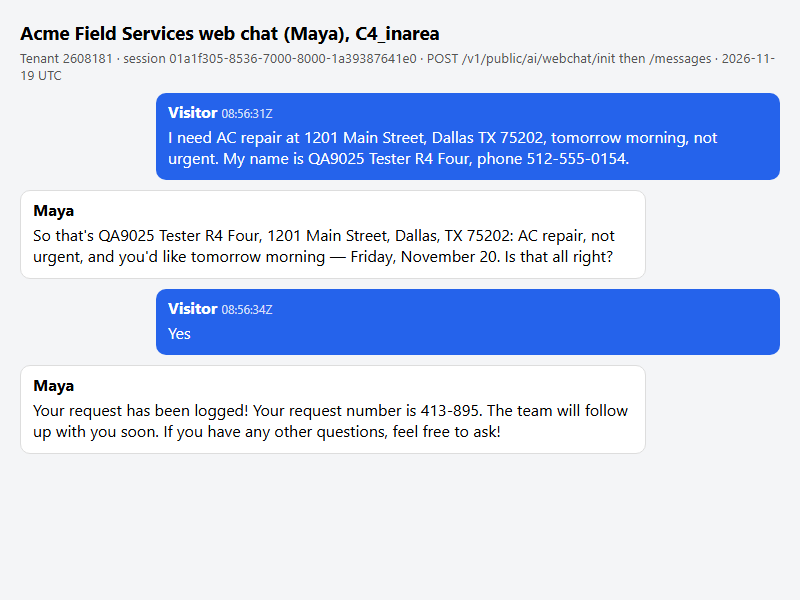 Acme Field Services web chat (Maya), C4_inarea
Tenant 2608181 · session 01a1f305-8536-7000-8000-1a39387641e0 · POST /v1/public/ai/webchat/init then /messages · 2026-11-
19 UTC
Visitor 08:56:31Z
I need AC repair at 1201 Main Street, Dallas TX 75202, tomorrow morning, not
urgent. My name is QA9025 Tester R4 Four, phone 512-555-0154.
Maya
So that's QA9025 Tester R4 Four, 1201 Main Street, Dallas, TX 75202: AC repair, not
urgent, and you'd like tomorrow morning — Friday, November 20. Is that all right?
Visitor 08:56:34Z
Yes
Maya
Your request has been logged! Your request number is 413-895. The team will follow
up with you soon. If you have any other questions, feel free to ask!